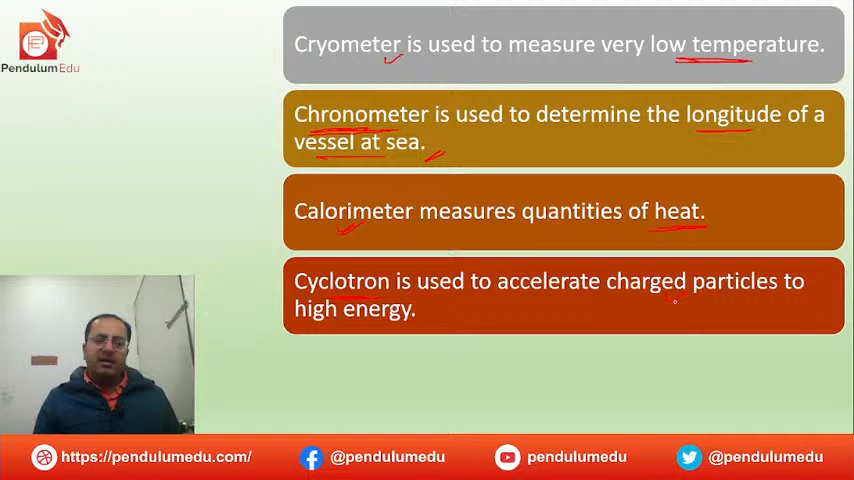 PendulumEdu
Cryometer is used to measure very low temperature.
Chronometer is used to determine the longitude of a
vessel at sea.
Calorimeter measures quantities of heat.
Cyclotron is used to accelerate charged particles to
high energy.
https://pendulumedu.com/ @pendulumedu pendulumedu @pendulumedu